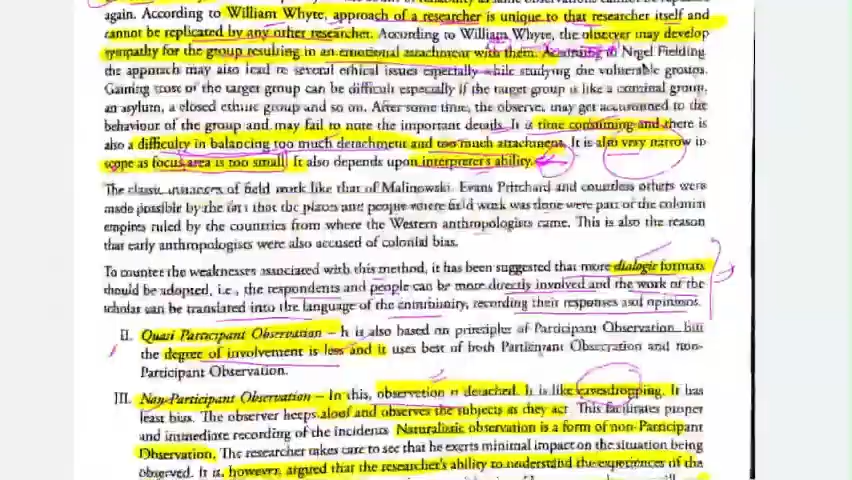 again. According to William Whyte, approach of a researcher is unique to that researcher itself and
cannot be replicated by any other researcher. According to William Whyte, the observer may develop
sympathy for the group resulting in an emotional attachment with them. According to Nigel Fielding
the approach may also lead to several ethical issues especially while studying the vulnerable groups.
Gaining trust of the target group can be difficult especially if the target group is like a criminal group,
an asylum, a closed ethnic group and so on. After some time, the observer may get accustomed to the
behaviour of the group and may fail to note the important details. It is time consuming and there is
also a difficulty in balancing too much detachment and too much attachment. It is also very narrow in
scope as focus area is too small. It also depends upon interpreter's ability.
The classic instances of field work like that of Malinowski, Evans Pritchard and countless others were
made possible by the fact that the places and people where field work was done were part of the colonial
empires ruled by the countries from where the Western anthropologists came. This is also the reason
that early anthropologists were also accused of colonial bias.
To counter the weaknesses associated with this method, it has been suggested that more dialogic formats
should be adopted, i.e., the respondents and people can be more directly involved and the work of the
scholar can be translated into the language of the community, recording their responses and opinions.
II. Quasi Participant Observation – It is also based on principles of Participant Observation, but
the degree of involvement is less and it uses best of both Participant Observation and non-
Participant Observation.
III. Non-Participant Observation – In this, observation is detached. It is like eavesdropping. It has
least bias. The observer keeps aloof and observes the subjects as they act. This facilitates proper
and immediate recording of the incidents. Naturalistic observation is a form of non-Participant
Observation. The researcher takes care to see that he exerts minimal impact on the situation being
observed. It is, however, argued that the researcher's ability to understand the experiences of the